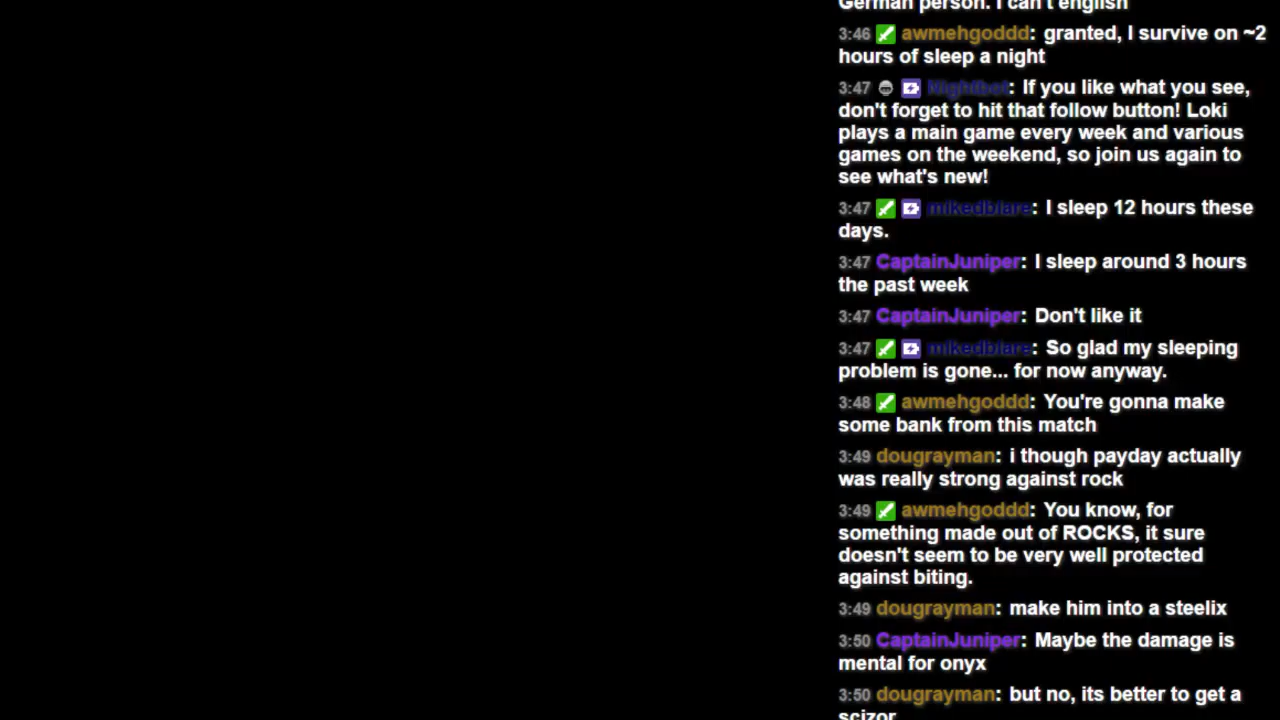 German person. I can't english
3:46 awmehgoddd: granted, I survive on ~2
hours of sleep a night
3:47 Nightbot: If you like what you see,
don't forget to hit that follow button! Loki
plays a main game every week and various
games on the weekend, so join us again to
see what's new!
3:47 mikedblare: I sleep 12 hours these
days.
3:47 CaptainJuniper: I sleep around 3 hours
the past week
3:47 CaptainJuniper: Don't like it
3:47 mikedblare: So glad my sleeping
problem is gone... for now anyway.
3:48 awmehgoddd: You're gonna make
some bank from this match
3:49 dougrayman: i though payday actually
was really strong against rock
3:49 awmehgoddd: You know, for
something made out of ROCKS, it sure
doesn't seem to be very well protected
against biting.
3:49 dougrayman: make him into a steelix
3:50 CaptainJuniper: Maybe the damage is
mental for onyx
3:50 dougrayman: but no, its better to get a
scizor